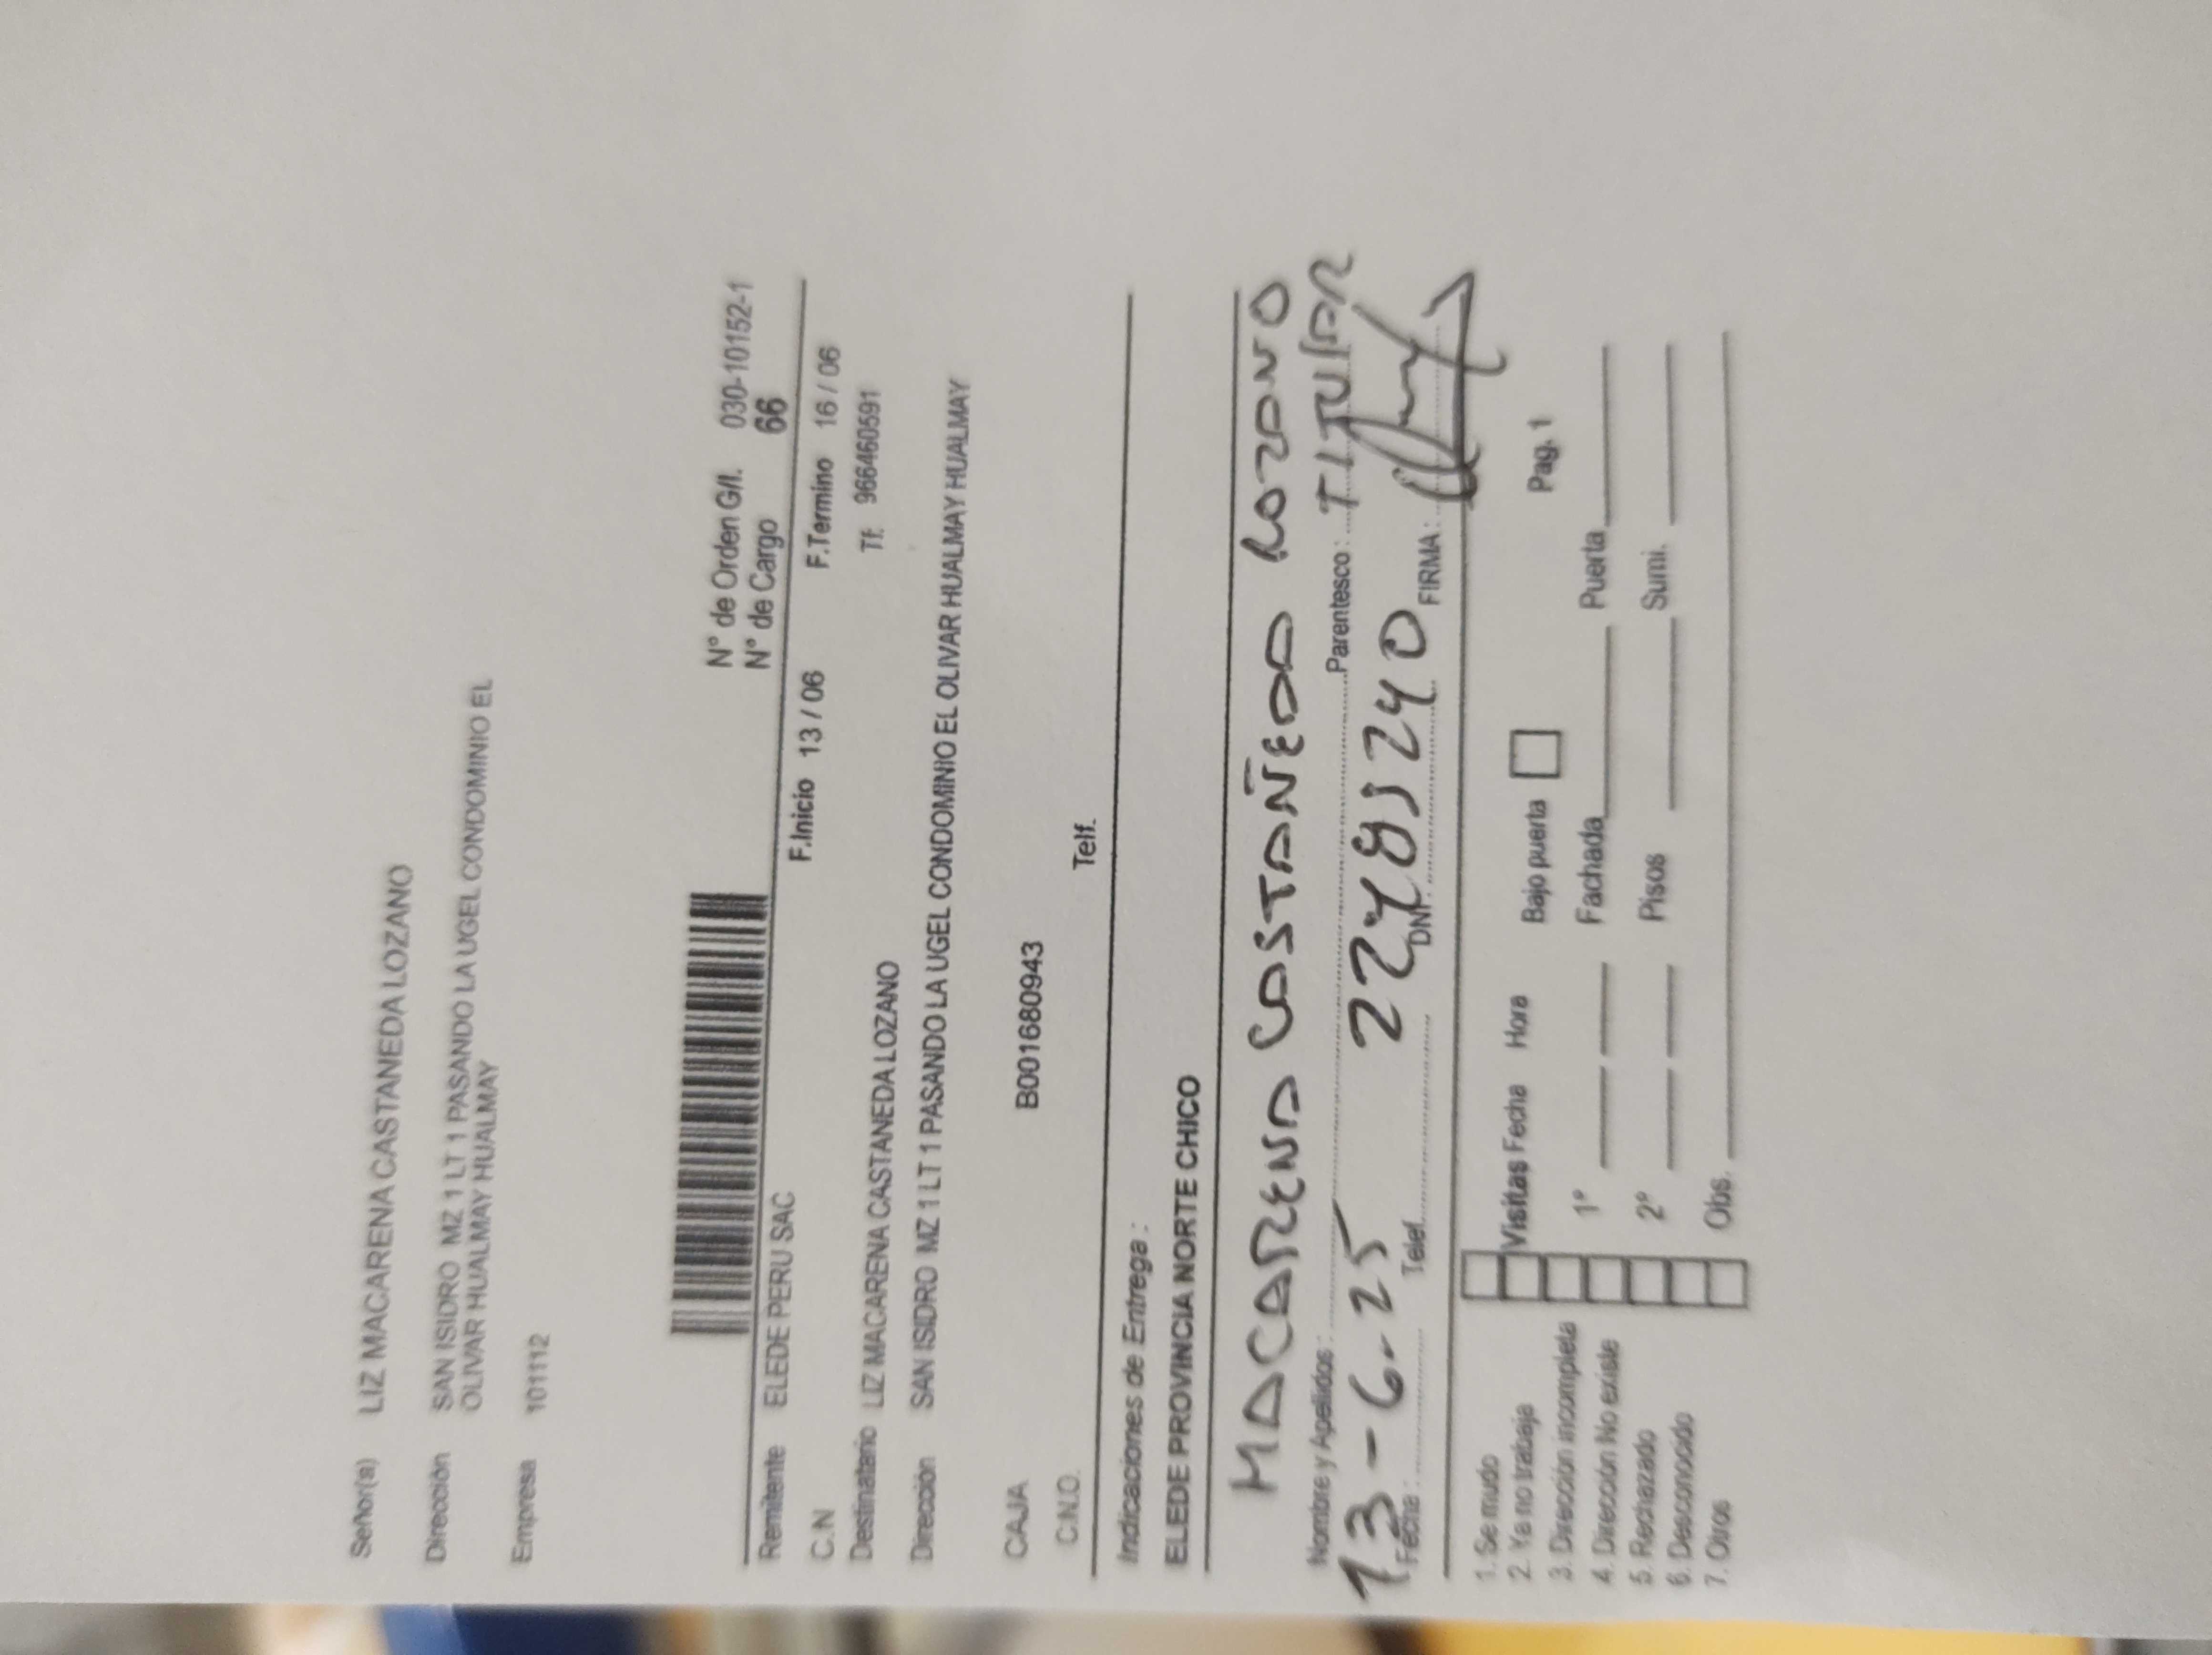 Señor(a) LIZ MACARENA CASTANEDA LOZANO
Dirección SAN ISIDRO MZ 1 LT 1 PASANDO LA UGEL CONDOMINIO EL
OLIVAR HUALMAY HUALMAY
Empresa 101112
N° de Orden G/I. 030-10152-1
N° de Cargo 66
Remitente ELEDE PERU SAC
C.N F.Inicio 13 / 06 F.Termino 16 / 06
Destinatario LIZ MACARENA CASTANEDA LOZANO Tf. 966460591
Dirección SAN ISIDRO MZ 1 LT 1 PASANDO LA UGEL CONDOMINIO EL OLIVAR HUALMAY HUALMAY
CAJA B001680943
C.N.O. Telf.
Indicaciones de Entrega :
ELEDE PROVINCIA NORTE CHICO
MACARENA CASTAÑEDA LOZANO
Nombre y Apellidos : Parentesco : TITULAR
13-6-25
Fecha : Telef. DNI. FIRMA :
1. Se mudo
2. Ya no trabaja Visitas Fecha Hora Bajo puerta Pag. 1
3. Dirección incompleta
4. Dirección No existe 1° Fachada Puerta
5. Rechazado
6. Desconocido 2° Pisos Sumi.
7. Otros Obs.